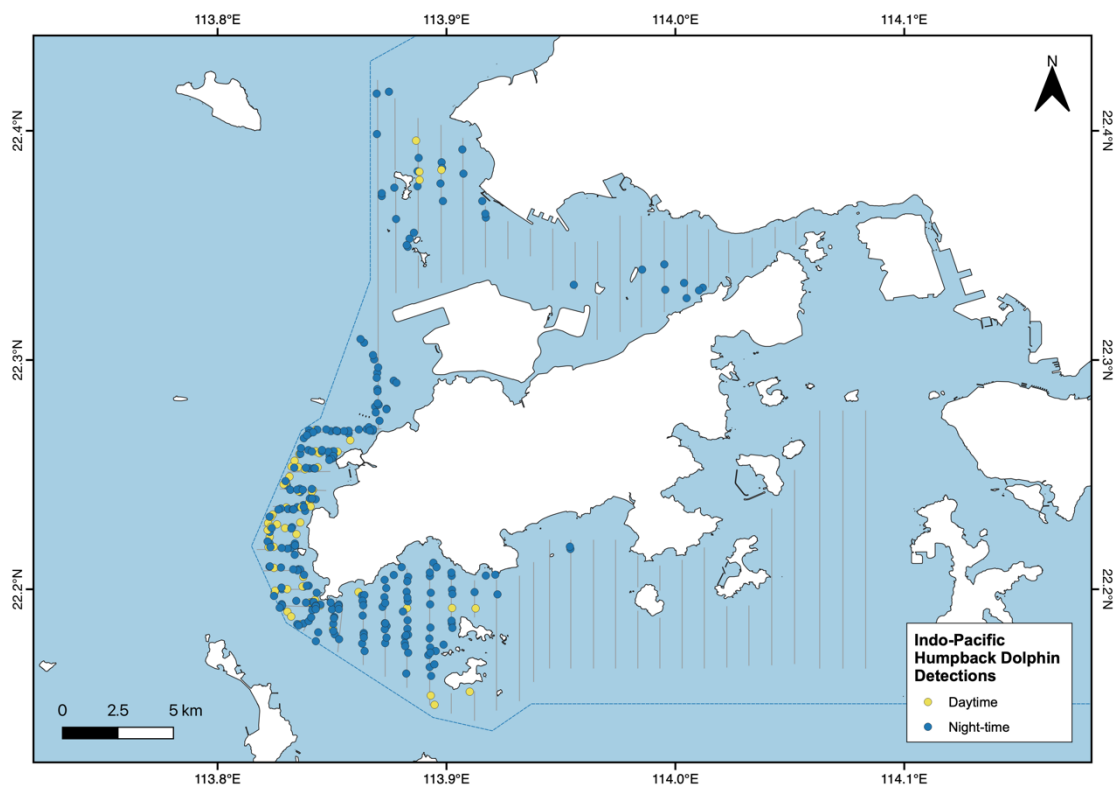 113.8°E 113.9°E 114.0°E 114.1°E
N
22.4°N 22.4°N
22.3°N 22.3°N
22.2°N 22.2°N
Indo-Pacific
Humpback Dolphin
Detections
Daytime
Night-time
0 2.5 5 km
113.8°E 113.9°E 114.0°E 114.1°E